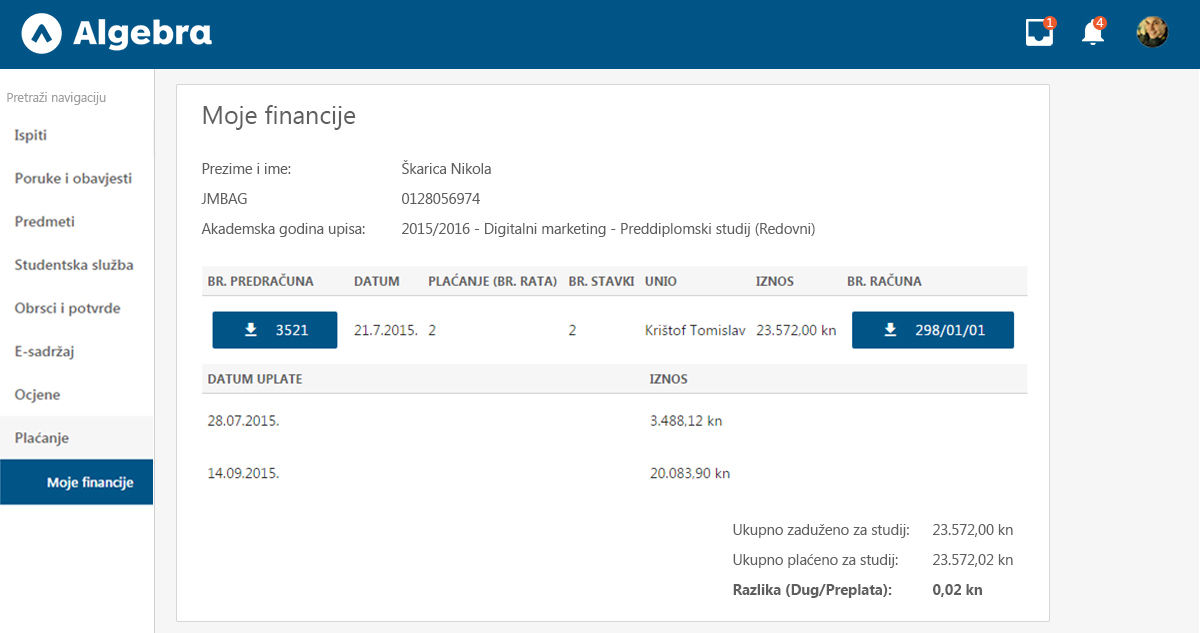 Algebra
1
4
Pretraži navigaciju
Ispiti
Poruke i obavjesti
Predmeti
Studentska služba
Obrsci i potvrde
E-sadržaj
Ocjene
Plaćanje
Moje financije
Moje financije
Prezime i ime: Škarica Nikola
JMBAG 0128056974
Akademska godina upisa: 2015/2016 - Digitalni marketing - Preddiplomski studij (Redovni)
BR. PREDRAČUNA DATUM PLAĆANJE (BR. RATA) BR. STAVKI UNIO IZNOS BR. RAČUNA
3521 21.7.2015. 2 2 Krištof Tomislav 23.572,00 kn 298/01/01
DATUM UPLATE IZNOS
28.07.2015. 3.488,12 kn
14.09.2015. 20.083,90 kn
Ukupno zaduženo za studij: 23.572,00 kn
Ukupno plaćeno za studij: 23.572,02 kn
Razlika (Dug/Preplata): 0,02 kn